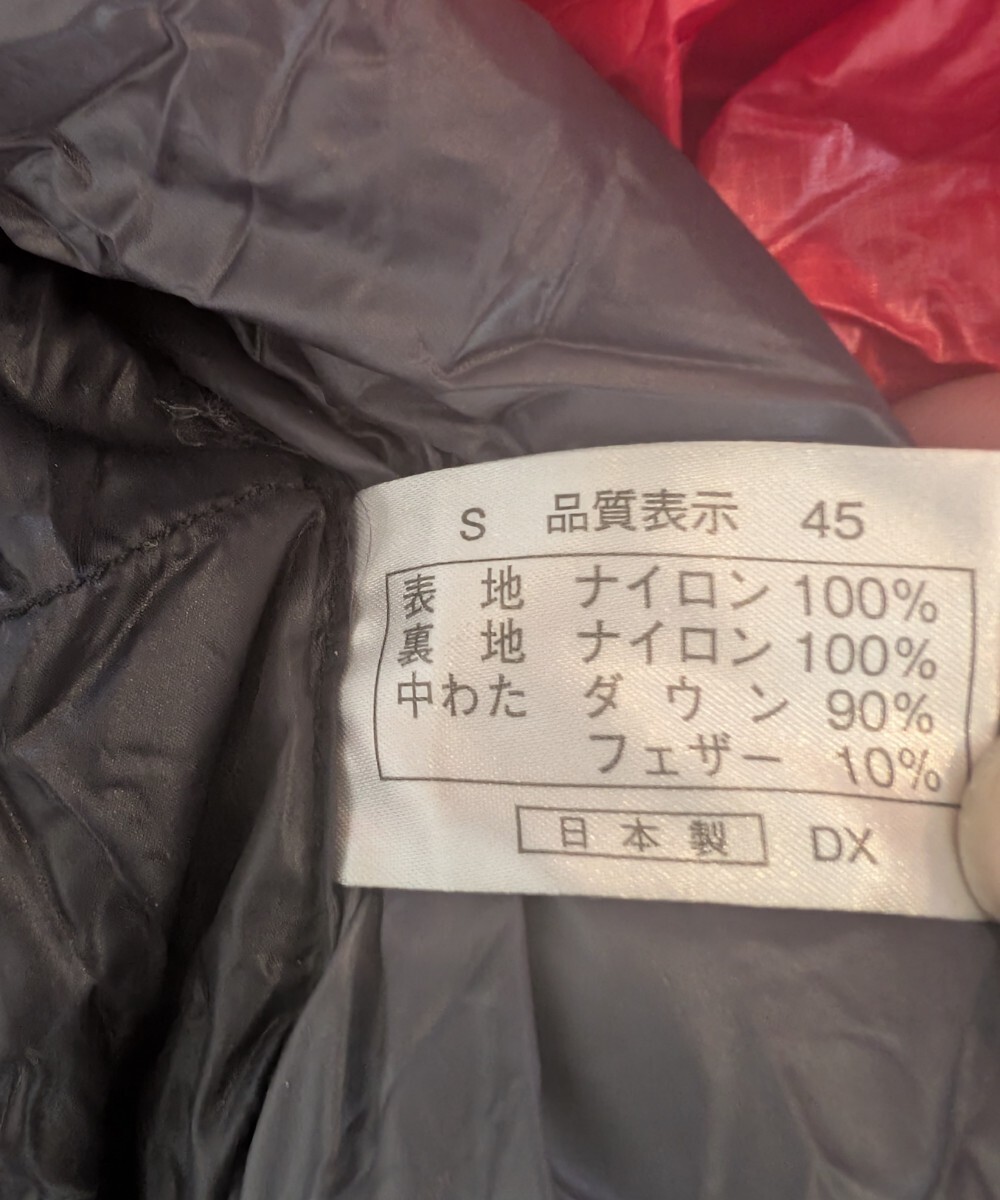 S 品質表示 45
表 地 ナイロン 100%
裏 地 ナイロン 100%
中わた ダウン 90%
フェザー 10%
日本製 DX